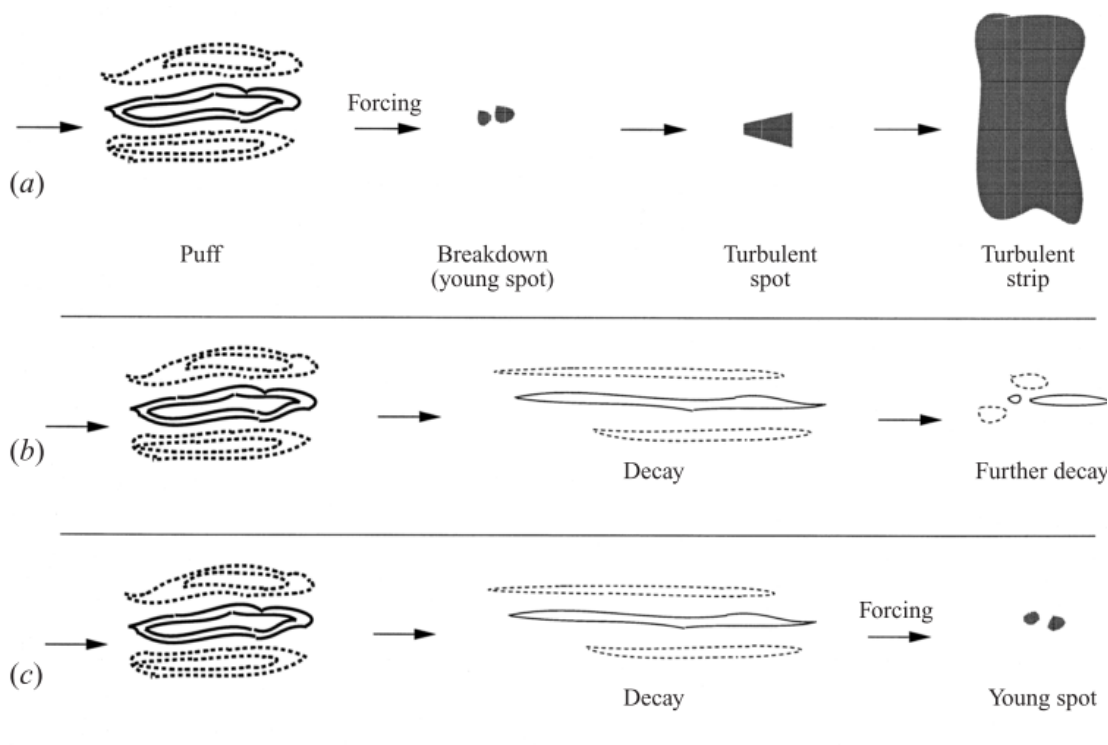 Forcing
(a)
Puff
Breakdown
(young spot)
Turbulent
spot
Turbulent
strip
(b)
Decay
Further decay
Forcing
(c)
Decay
Young spot